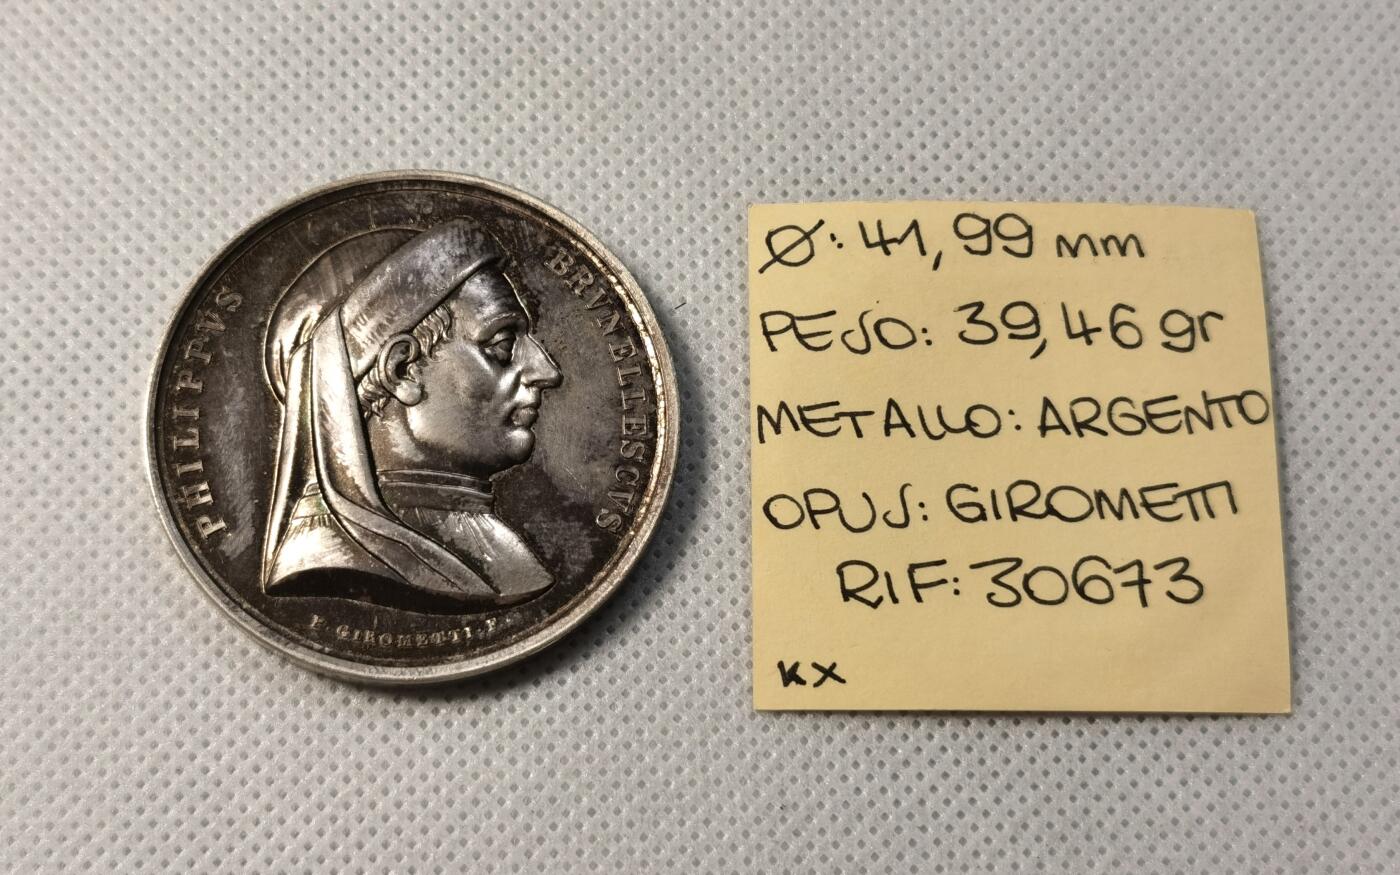 PHILIPPVS BRVNELLESCVS
P. GIROMETTI. F.
Ø: 41,99 mm
PESO: 39,46 gr
METALLO: ARGENTO
OPUS: GIROMETTI
RIF: 30673
KX